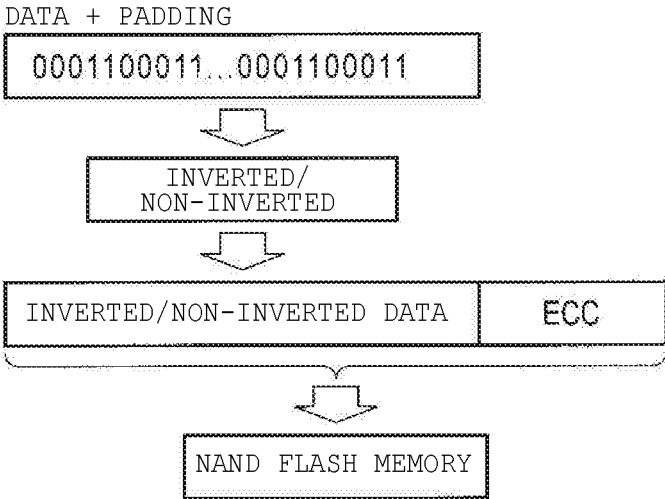 DATA + PADDING
0001100011...0001100011
INVERTED/
NON-INVERTED
INVERTED/NON-INVERTED DATA
ECC
NAND FLASH MEMORY